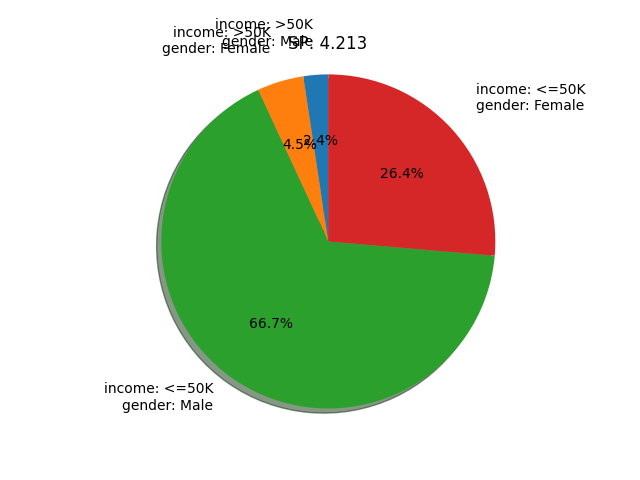 income: >50K
gender: Male
income: >50K
gender: Female
SP: 4.213
income: <=50K
gender: Female
4.5%
2.4%
26.4%
66.7%
income: <=50K
gender: Male